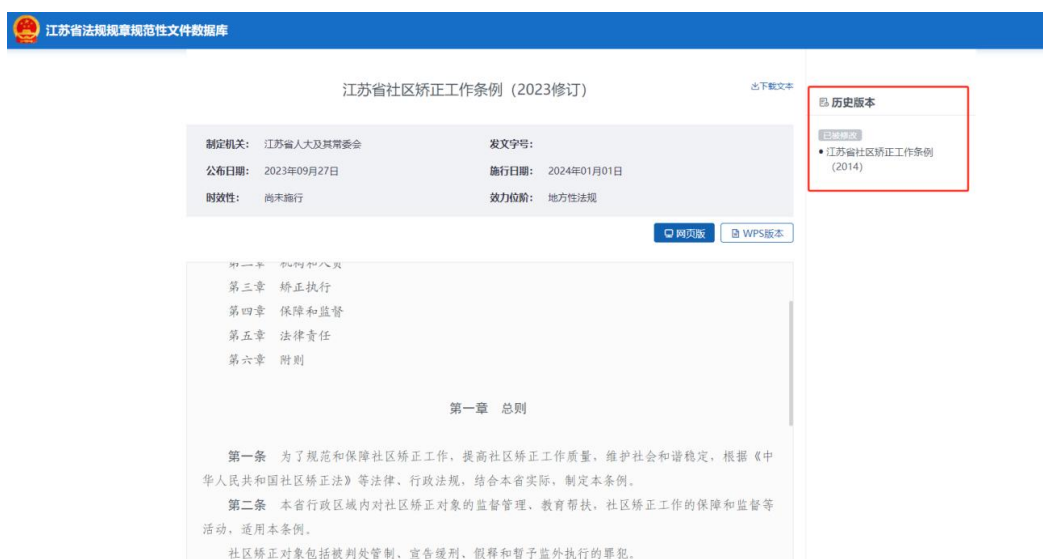 江苏省法规规章规范性文件数据库
江苏省社区矫正工作条例（2023修订）
下载文本
制定机关： 江苏省人大及其常委会 发文字号：
公布日期： 2023年09月27日 施行日期： 2024年01月01日
时效性： 尚未施行 效力位阶： 地方性法规
网页版 WPS版本
第二章 机构和人员
第三章 矫正执行
第四章 保障和监督
第五章 法律责任
第六章 附则
第一章 总则
第一条 为了规范和保障社区矫正工作，提高社区矫正工作质量，维护社会和谐稳定，根据《中
华人民共和国社区矫正法》等法律、行政法规，结合本省实际，制定本条例。
第二条 本省行政区域内对社区矫正对象的监督管理、教育帮扶，社区矫正工作的保障和监督等
活动，适用本条例。
社区矫正对象包括被判处管制、宣告缓刑、假释和暂予监外执行的罪犯。
历史版本
已被修改
• 江苏省社区矫正工作条例
（2014）